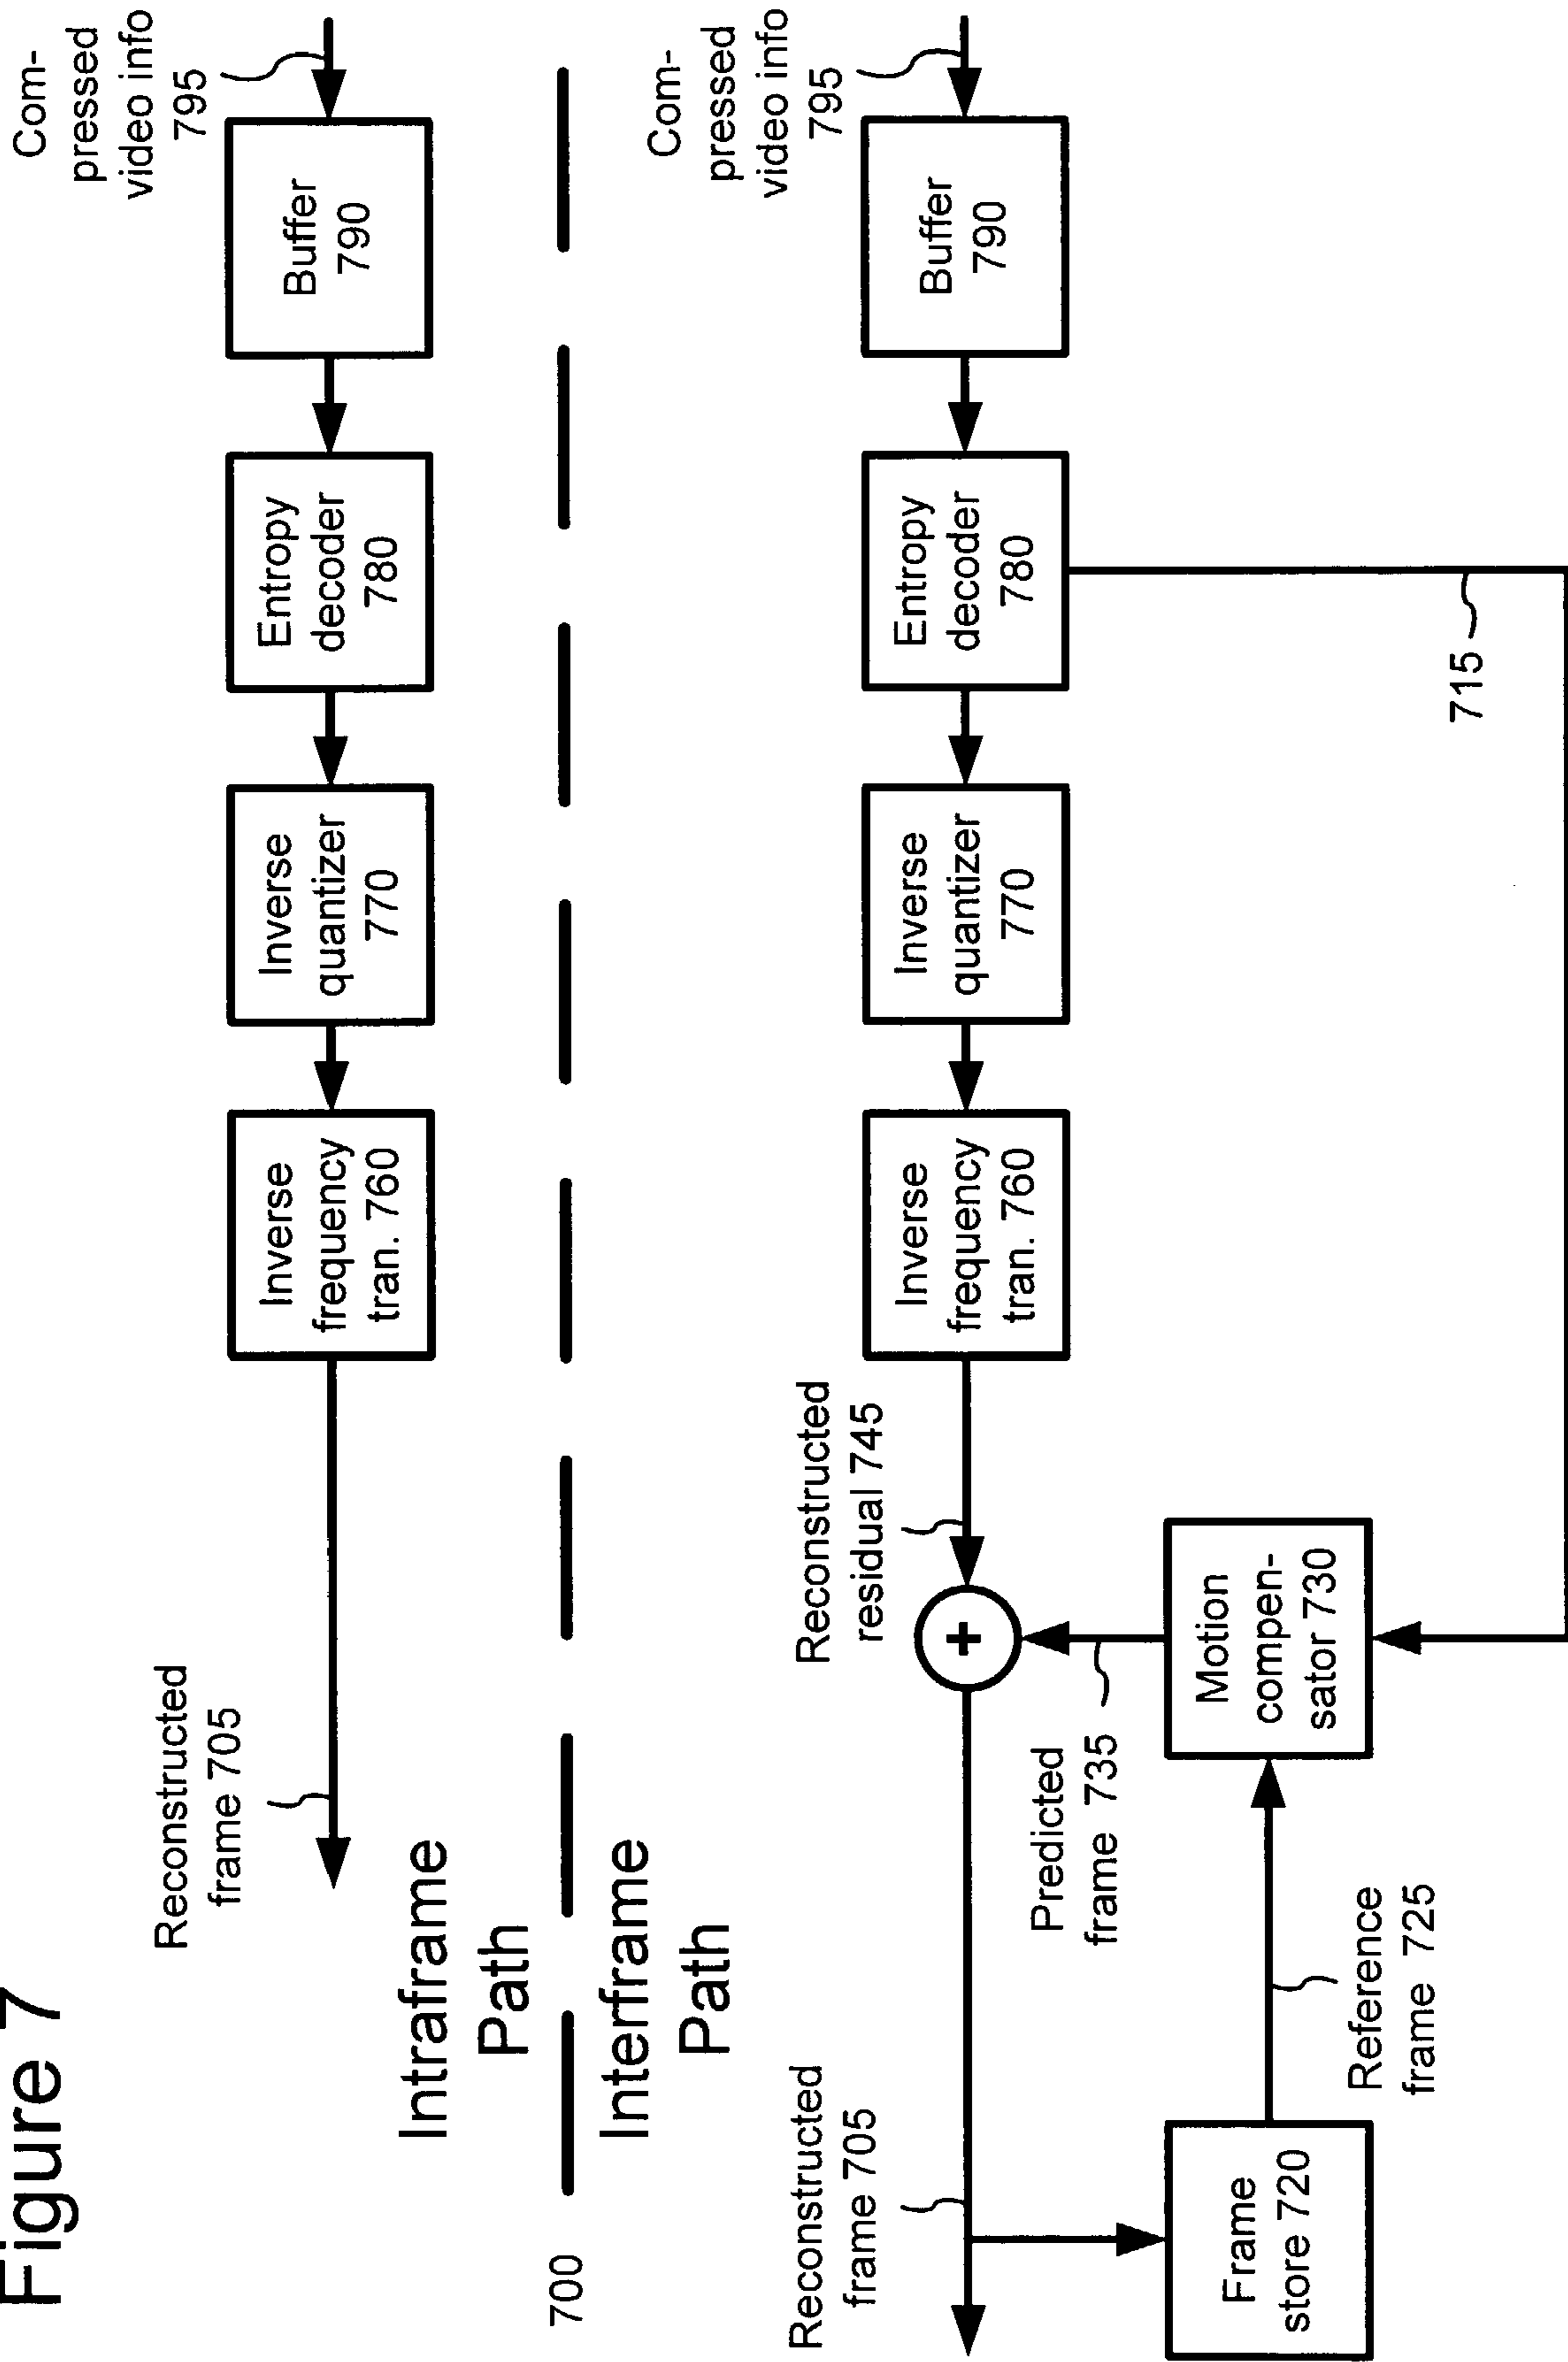 Figure 7
Reconstructed
frame 705
Inverse
frequency
tran. 760
Inverse
quantizer
770
Entropy
decoder
780
Buffer
790
Com-
pressed
video info
795
Intraframe
Path
700
Interframe
Path
Reconstructed
frame 705
Reconstructed
residual 745
Inverse
frequency
tran. 760
Inverse
quantizer
770
Entropy
decoder
780
Buffer
790
Com-
pressed
video info
795
+
Predicted
frame 735
Frame
store 720
Reference
frame 725
Motion
compen-
sator 730
715